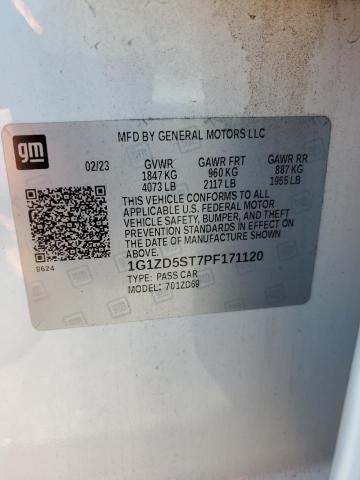 gm
MFD BY GENERAL MOTORS LLC
02/23 GVWR GAWR FRT GAWR RR
1847 KG 960 KG 887 KG
4073 LB 2117 LB 1955 LB
THIS VEHICLE CONFORMS TO ALL
APPLICABLE U.S. FEDERAL MOTOR
VEHICLE SAFETY, BUMPER, AND THEFT
PREVENTION STANDARDS IN EFFECT ON
THE DATE OF MANUFACTURE SHOWN
ABOVE.
8624
1G1ZD5ST7PF171120
TYPE: PASS CAR
MODEL: 701ZD69